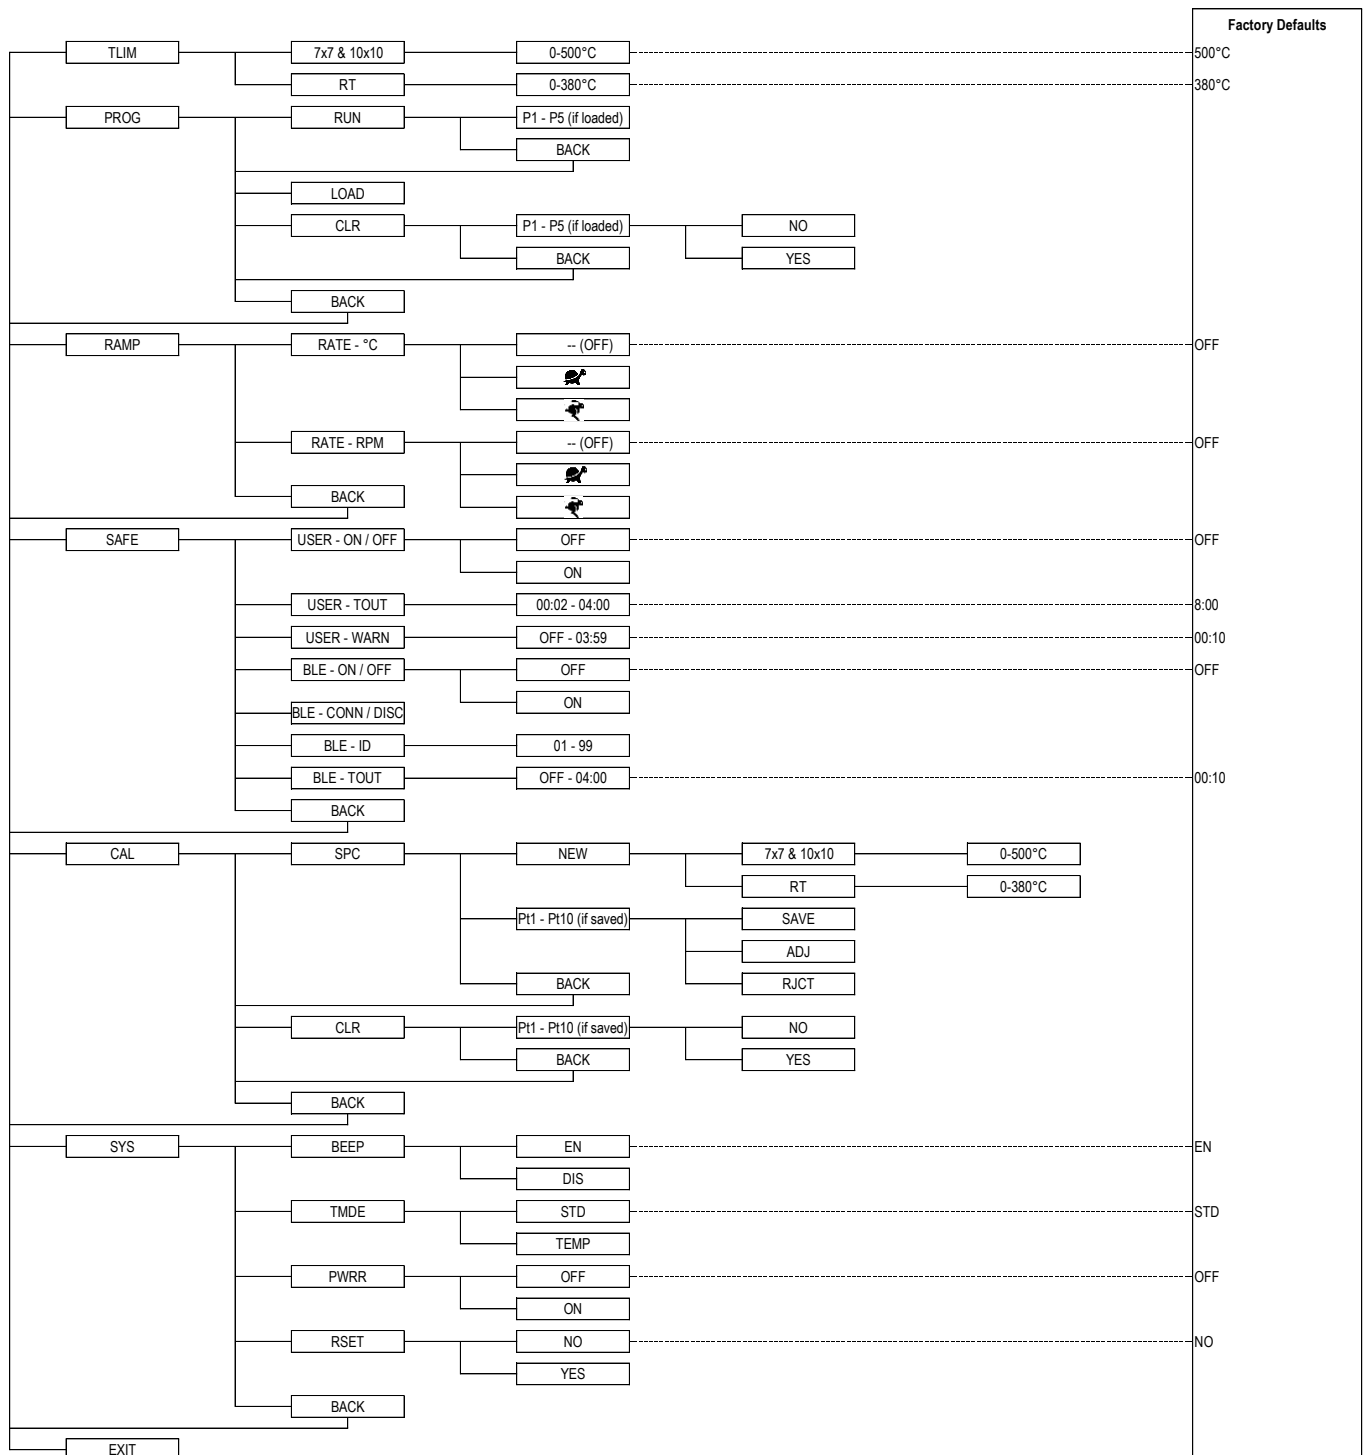 Factory Defaults
TLIM 7x7 & 10x10 0-500°C 500°C
RT 0-380°C 380°C
PROG RUN P1 - P5 (if loaded)
BACK
LOAD
CLR P1 - P5 (if loaded) NO
BACK YES
BACK
RAMP RATE - °C -- (OFF) OFF
RATE - RPM -- (OFF) OFF
BACK
SAFE USER - ON / OFF OFF OFF
ON
USER - TOUT 00:02 - 04:00 8:00
USER - WARN OFF - 03:59 00:10
BLE - ON / OFF OFF OFF
ON
BLE - CONN / DISC
BLE - ID 01 - 99
BLE - TOUT OFF - 04:00 00:10
BACK
CAL SPC NEW 7x7 & 10x10 0-500°C
RT 0-380°C
Pt1 - Pt10 (if saved) SAVE
ADJ
BACK RJCT
CLR Pt1 - Pt10 (if saved) NO
BACK YES
BACK
SYS BEEP EN EN
DIS
TMDE STD STD
TEMP
PWRR OFF OFF
ON
RSET NO NO
YES
BACK
EXIT